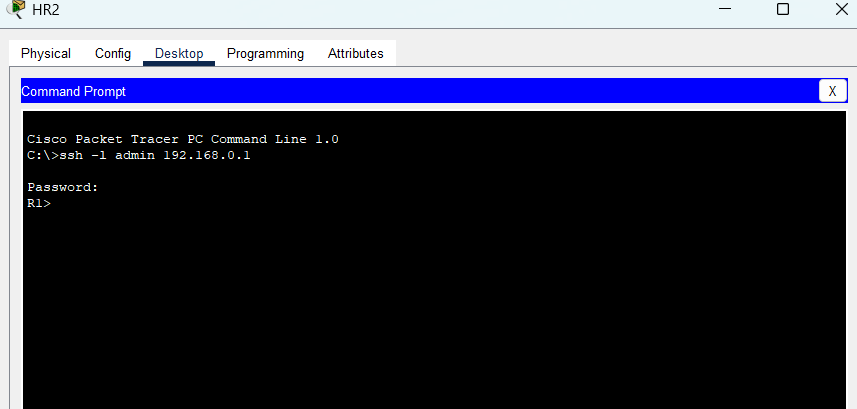 HR2
Physical Config Desktop Programming Attributes
Command Prompt X
Cisco Packet Tracer PC Command Line 1.0
C:\>ssh -l admin 192.168.0.1
Password:
R1>